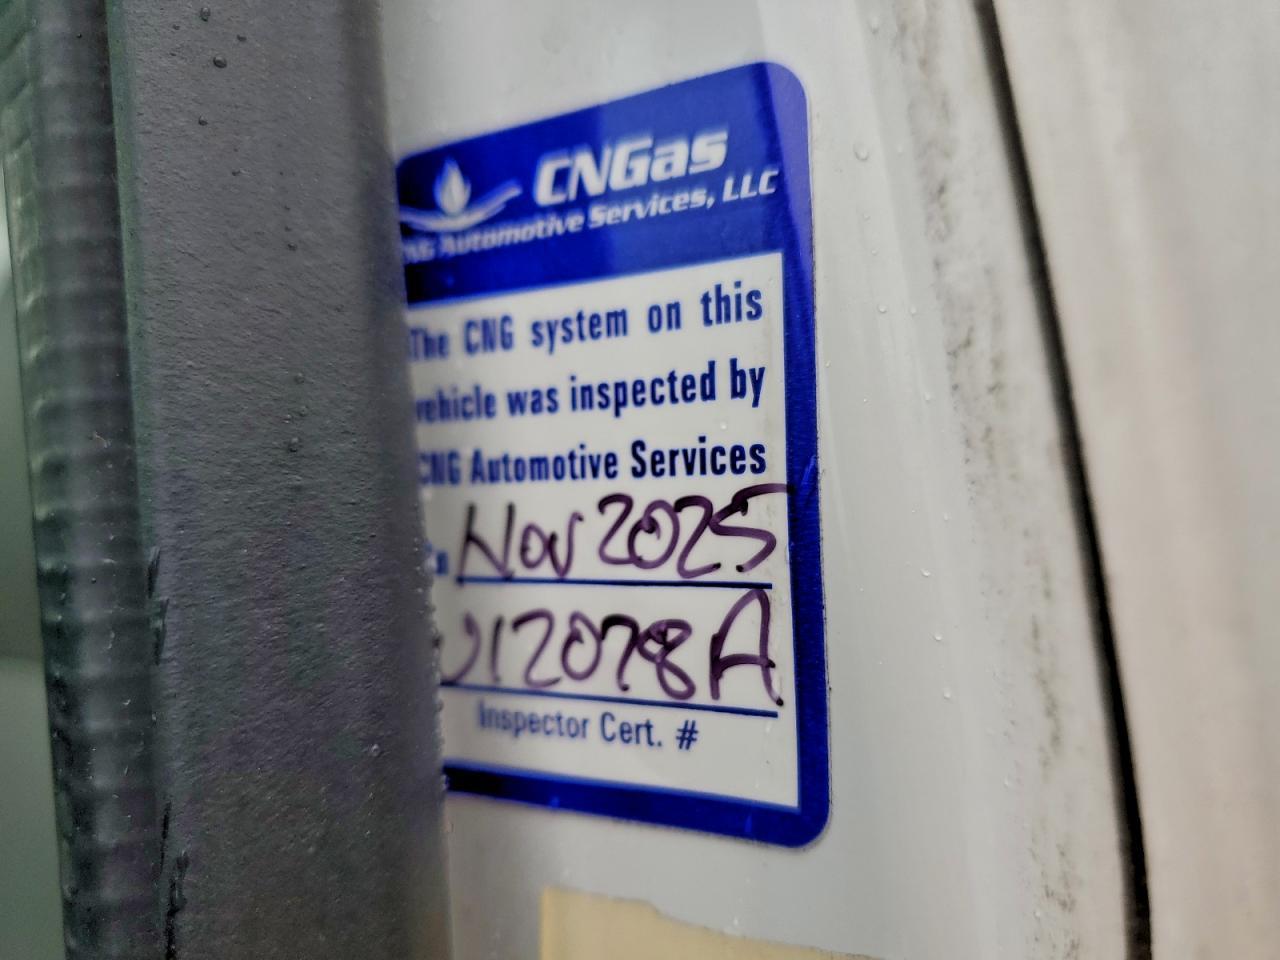 CNGas
CNG Automotive Services, LLC
The CNG system on this
vehicle was inspected by
CNG Automotive Services
Nov 2025
12078A
Inspector Cert. #